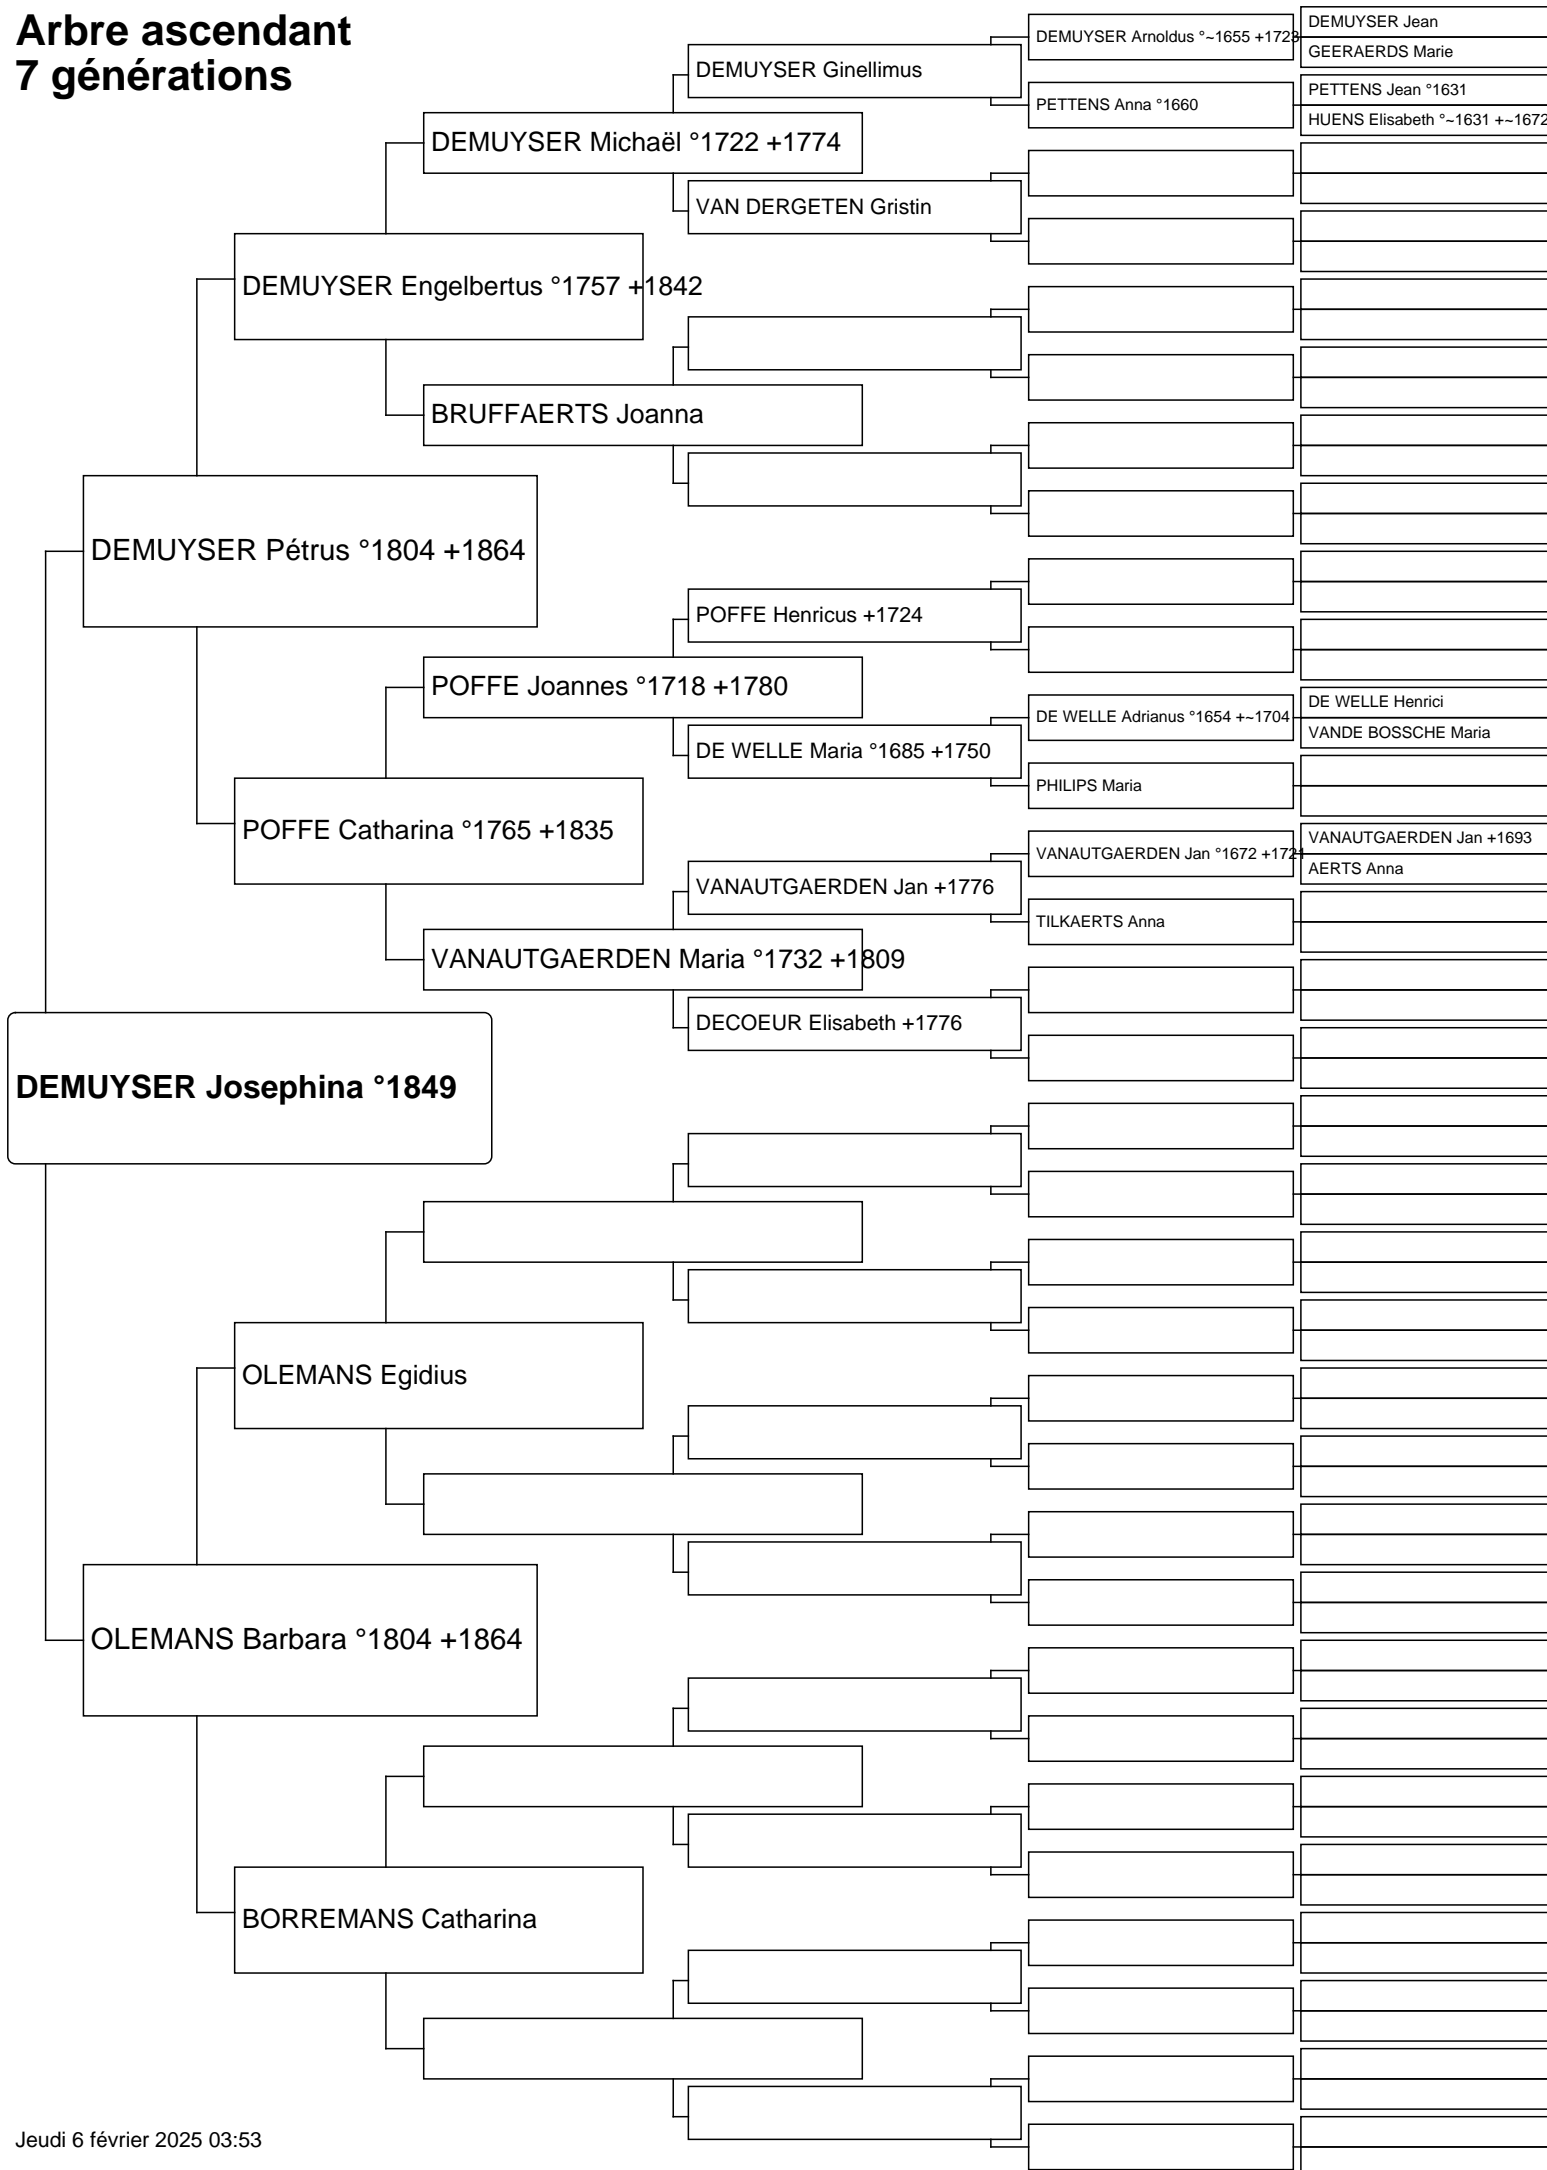 Arbre ascendant
7 générations
DEMUYSER Jean
DEMUYSER Arnoldus °~1655 +1723
GEERAERDS Marie
DEMUYSER Ginellimus
PETTENS Jean °1631
PETTENS Anna °1660
HUENS Elisabeth °~1631 +~1672
DEMUYSER Michaël °1722 +1774
VAN DERGETEN Gristin
DEMUYSER Engelbertus °1757 +1842
BRUFFAERTS Joanna
DEMUYSER Pétrus °1804 +1864
POFFE Henricus +1724
POFFE Joannes °1718 +1780
DE WELLE Henrici
DE WELLE Adrianus °1654 +~1704
VANDE BOSSCHE Maria
DE WELLE Maria °1685 +1750
PHILIPS Maria
POFFE Catharina °1765 +1835
VANAUTGAERDEN Jan +1693
VANAUTGAERDEN Jan °1672 +1721
AERTS Anna
VANAUTGAERDEN Jan +1776
TILKAERTS Anna
VANAUTGAERDEN Maria °1732 +1809
DECOEUR Elisabeth +1776
DEMUYSER Josephina °1849
OLEMANS Egidius
OLEMANS Barbara °1804 +1864
BORREMANS Catharina
Jeudi 6 février 2025 03:53